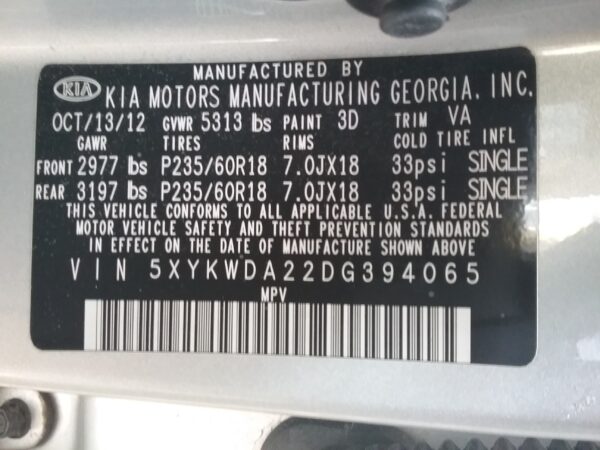 MANUFACTURED BY
KIA KIA MOTORS MANUFACTURING GEORGIA, INC.
OCT/13/12 GVWR 5313 lbs PAINT 3D TRIM VA
GAWR TIRES RIMS COLD TIRE INFL
FRONT 2977 lbs P235/60R18 7.0JX18 33psi SINGLE
REAR 3197 lbs P235/60R18 7.0JX18 33psi SINGLE
THIS VEHICLE CONFORMS TO ALL APPLICABLE U.S.A. FEDERAL
MOTOR VEHICLE SAFETY AND THEFT PREVENTION STANDARDS
IN EFFECT ON THE DATE OF MANUFACTURE SHOWN ABOVE
VIN 5XYKWDA22DG394065
MPV